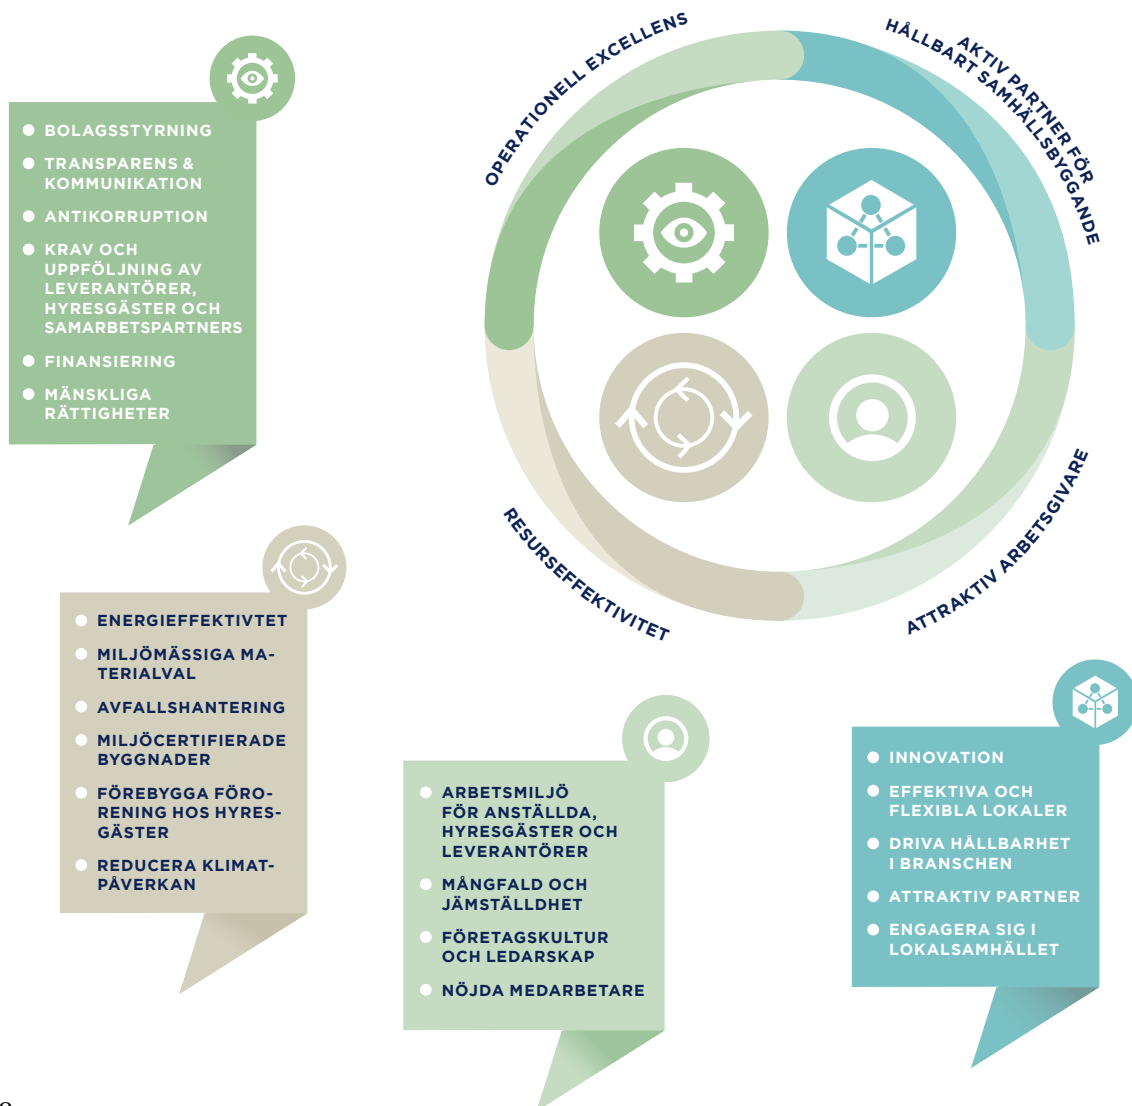 OPERATIONELL EXCELLENS
AKTIV PARTNER FÖR
HÅLLBART SAMHÄLLSBYGGANDE
BOLAGSSTYRNING
TRANSPARENS &
KOMMUNIKATION
ANTIKORRUPTION
KRAV OCH
UPPFÖLJNING AV
LEVERANTÖRER,
HYRESGÄSTER OCH
SAMARBETSPARTNERS
FINANSIERING
MÄNSKLIGA
RÄTTIGHETER
RESURSEFFEKTIVITET
ATTRAKTIV ARBETSGIVARE
ENERGIEFFEKTIVTET
MILJÖMÄSSIGA MA-
TERIALVAL
AVFALLSHANTERING
MILJÖCERTIFIERADE
BYGGNADER
FÖREBYGGA FÖRO-
RENING HOS HYRES-
GÄSTER
REDUCERA KLIMAT-
PÅVERKAN
ARBETSMILJÖ
FÖR ANSTÄLLDA,
HYRESGÄSTER OCH
LEVERANTÖRER
MÅNGFALD OCH
JÄMSTÄLLDHET
FÖRETAGSKULTUR
OCH LEDARSKAP
NÖJDA MEDARBETARE
INNOVATION
EFFEKTIVA OCH
FLEXIBLA LOKALER
DRIVA HÅLLBARHET
I BRANSCHEN
ATTRAKTIV PARTNER
ENGAGERA SIG I
LOKALSAMHÄLLET